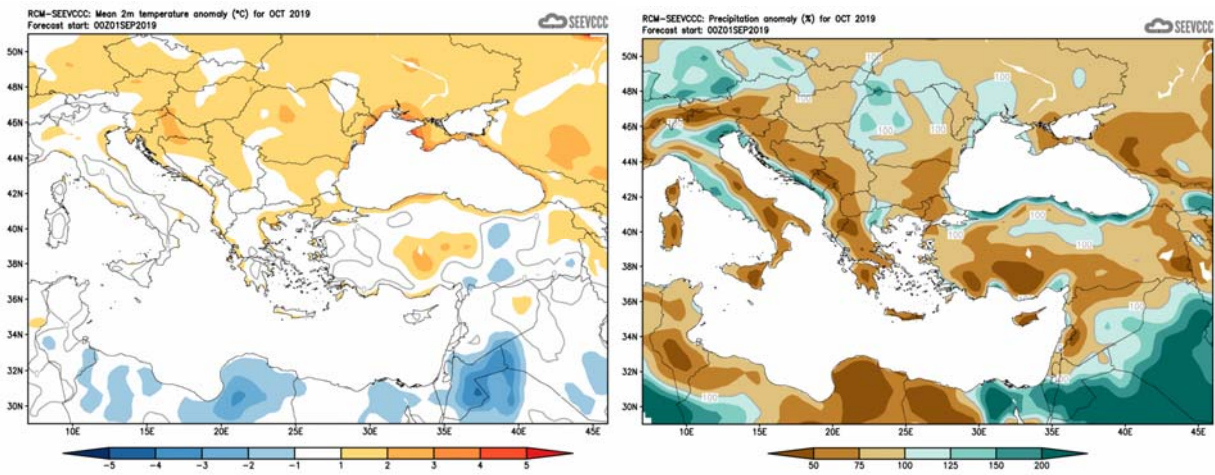 RCM-SEEVCCC: Mean 2m temperature anomaly (°C) for OCT 2019
Forecast start: 00Z01SEP2019
SEEVCCC
50N
48N
46N
44N
42N
40N
38N
36N
34N
32N
30N
10E 15E 20E 25E 30E 35E 40E 45E
-5 -4 -3 -2 -1 1 2 3 4 5
RCM-SEEVCCC: Precipitation anomaly (%) for OCT 2019
Forecast start: 00Z01SEP2019
SEEVCCC
50N
48N
46N
44N
42N
40N
38N
36N
34N
32N
30N
100
100
100
100
100
100
100
100
100
100
100
100
10E 15E 20E 25E 30E 35E 40E 45E
50 75 100 125 150 200